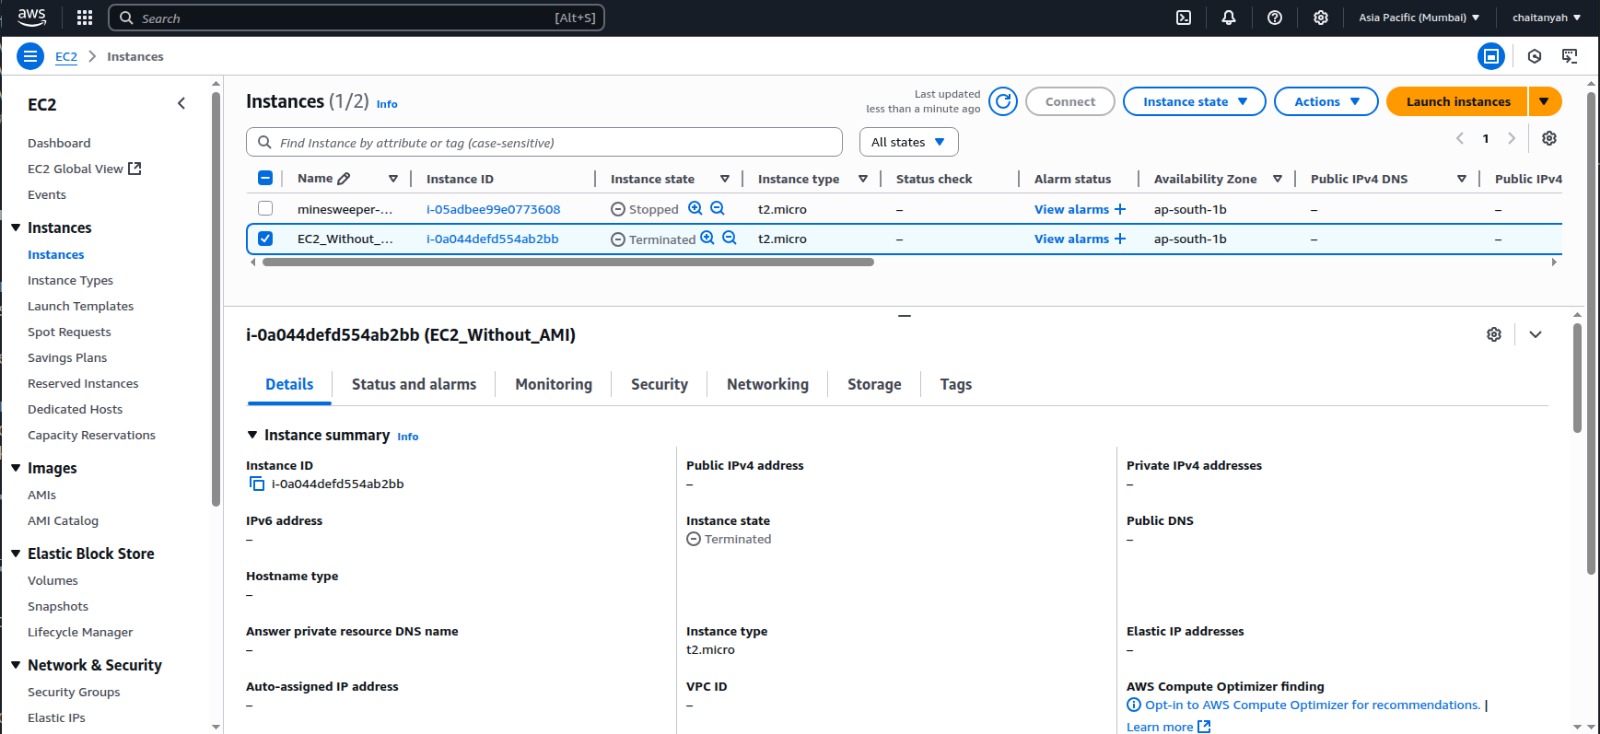 aws
Search [Alt+S]
Asia Pacific (Mumbai)
chaitanyah
EC2 Instances
EC2
Dashboard
EC2 Global View
Events
Instances
Instances
Instance Types
Launch Templates
Spot Requests
Savings Plans
Reserved Instances
Dedicated Hosts
Capacity Reservations
Images
AMIs
AMI Catalog
Elastic Block Store
Volumes
Snapshots
Lifecycle Manager
Network & Security
Security Groups
Elastic IPs
Instances (1/2) Info
Last updated
less than a minute ago
Connect
Instance state
Actions
Launch instances
Find Instance by attribute or tag (case-sensitive)
All states
1
Name Instance ID Instance state Instance type Status check Alarm status Availability Zone Public IPv4 DNS Public IPv4
minesweeper-... i-05adbee99e0773608 Stopped t2.micro – View alarms + ap-south-1b – –
EC2_Without_... i-0a044defd554ab2bb Terminated t2.micro – View alarms + ap-south-1b – –
i-0a044defd554ab2bb (EC2_Without_AMI)
Details Status and alarms Monitoring Security Networking Storage Tags
Instance summary Info
Instance ID
i-0a044defd554ab2bb
Public IPv4 address
–
Private IPv4 addresses
–
IPv6 address
–
Instance state
Terminated
Public DNS
–
Hostname type
–
Answer private resource DNS name
–
Instance type
t2.micro
Elastic IP addresses
–
Auto-assigned IP address
–
VPC ID
–
AWS Compute Optimizer finding
Opt-in to AWS Compute Optimizer for recommendations. |
Learn more